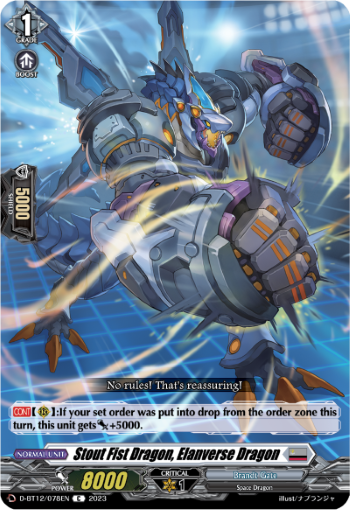 1
GRADE
BOOST
5000
SHIELD
No rules! That's reassuring!
CONT 1:If your set order was put into drop from the order zone this
turn, this unit gets +5000.
NORMAL UNIT
Stout Fist Dragon, Elanverse Dragon
POWER 8000
CRITICAL
1
Brandt Gate
Space Dragon
D-BT12/078EN C 2023
illust/ナブランジャ